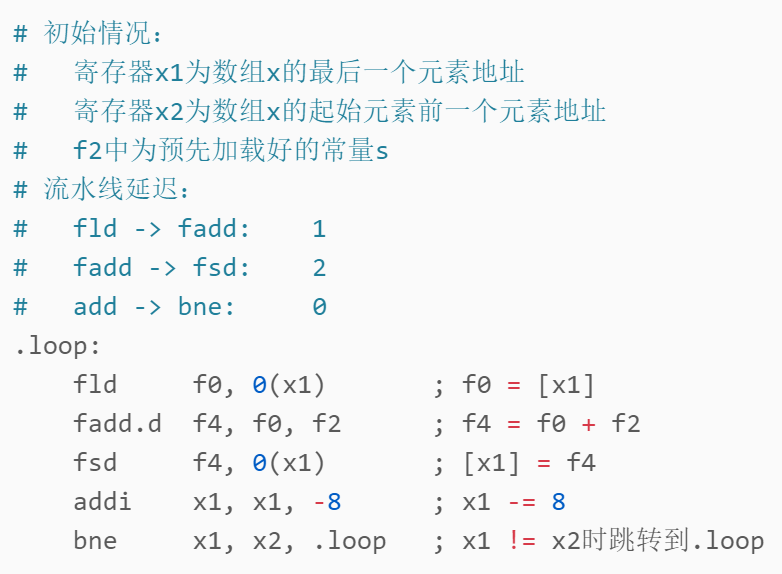 # 初始情况：
#   寄存器x1为数组x的最后一个元素地址
#   寄存器x2为数组x的起始元素前一个元素地址
#   f2中为预先加载好的常量s
# 流水线延迟：
#   fld -> fadd:    1
#   fadd -> fsd:    2
#   add -> bne:     0
.loop:
    fld     f0, 0(x1)       ; f0 = [x1]
    fadd.d  f4, f0, f2      ; f4 = f0 + f2
    fsd     f4, 0(x1)       ; [x1] = f4
    addi    x1, x1, -8      ; x1 -= 8
    bne     x1, x2, .loop   ; x1 != x2时跳转到.loop